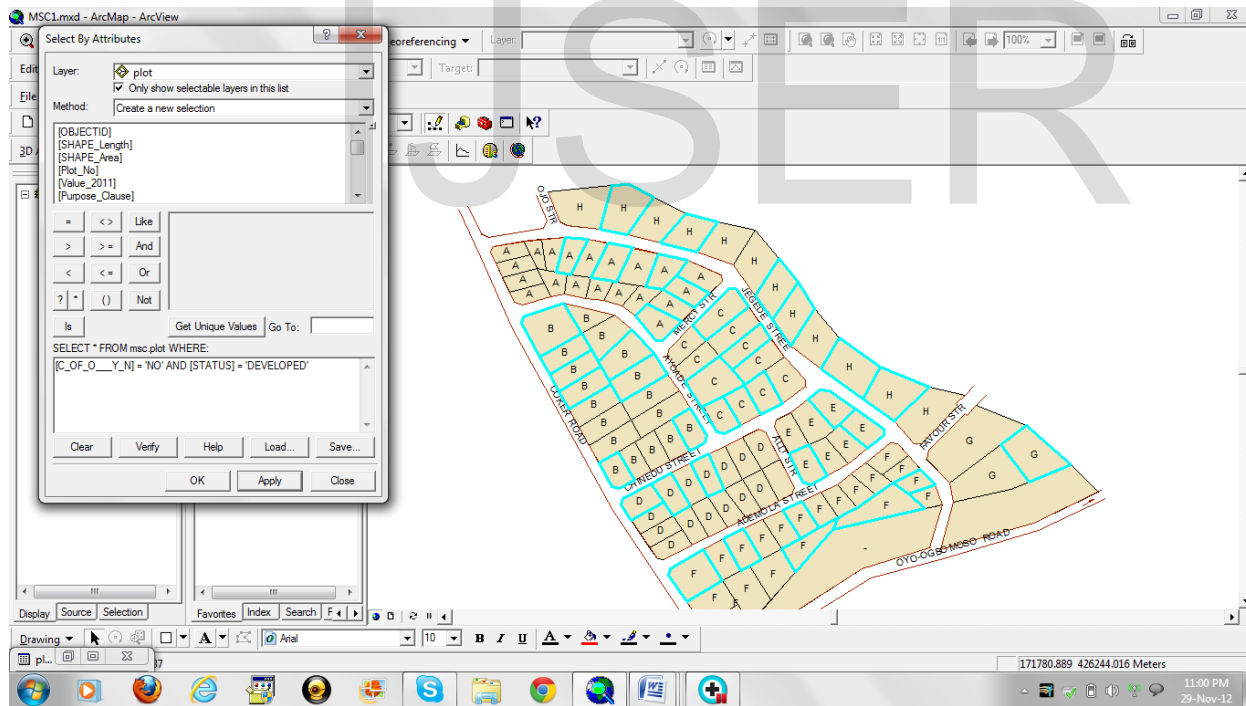 IJSER
MSC1.mxd - ArcMap - ArcView
Select By Attributes
eoreferencing
Layer:
100%
Edit
Target:
File
3D A
Layer: plot
Only show selectable layers in this list
Method: Create a new selection
[OBJECTID]
[SHAPE_Length]
[SHAPE_Area]
[Plot_No]
[Value_2011]
[Purpose_Clause]
= <> Like
> >= And
< <= Or
? * () Not
Is Get Unique Values Go To:
SELECT * FROM msc.plot WHERE:
[C_OF_O___Y_N] = 'NO' AND [STATUS] = 'DEVELOPED'
Clear Verify Help Load... Save...
OK Apply Close
OJO STR
H H H H H H H H H
A A A A A A A A A A A A A A A A A A
MERCY STR
JEGEDE STREE
B B B B B B B B B B B B
C C C C C C C C C C
COKER ROAD
AYOADE STREET
CHINEDU STREET
D D D D D D D D D D D D
ALLI STR
E E E E E E
FAVOUR STR
G G G
ADEMOLA STREET
F F F F F F F F F F F F F F
-
OYO-OGBOMOSO ROAD
Display Source Selection
Favorites Index Search F
Drawing A Arial 10 B I U A
pl...
37
171780.889 426244.016 Meters
11:00 PM
29-Nov-12